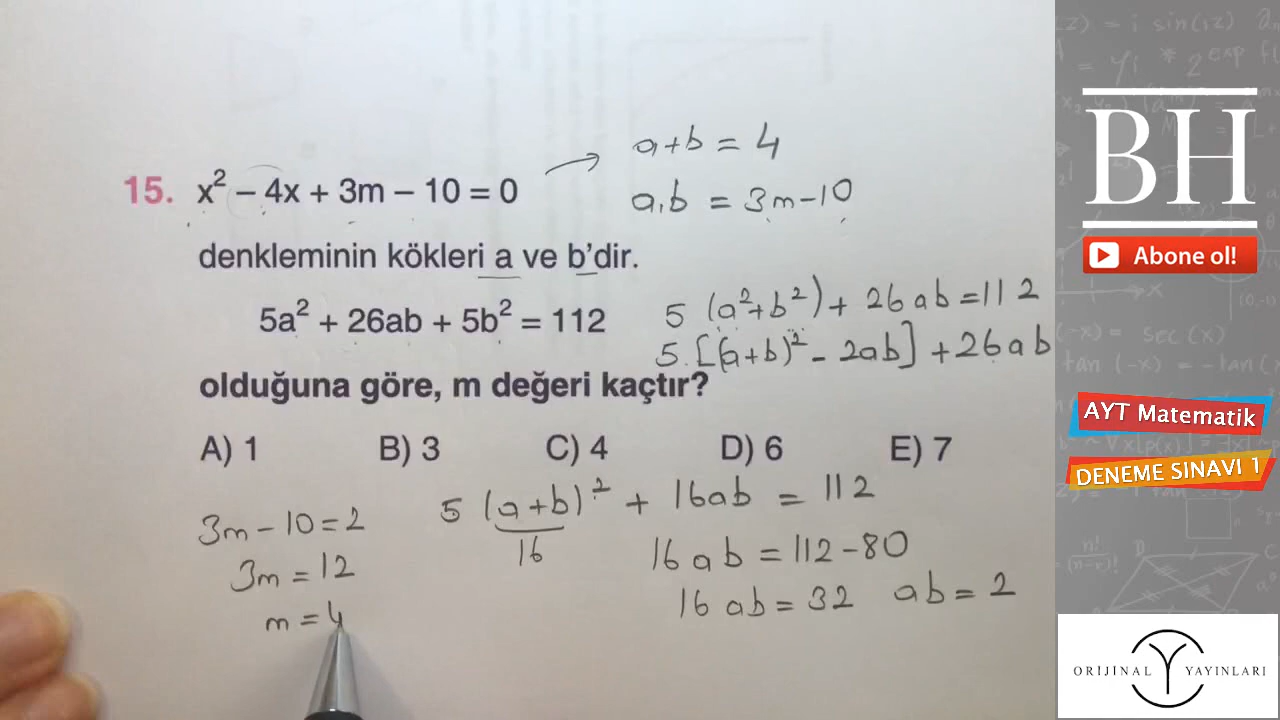 15. x² – 4x + 3m – 10 = 0
a+b = 4
a.b = 3m-10
denkleminin kökleri a ve b'dir.
5a² + 26ab + 5b² = 112
5 (a²+b²) + 26ab = 112
5.[(a+b)² - 2ab] + 26ab
olduğuna göre, m değeri kaçtır?
A) 1 B) 3 C) 4 D) 6 E) 7
5 (a+b)² + 16ab = 112
16
16ab = 112-80
16ab = 32 ab = 2
3m-10=2
3m=12
m=4
BH
Abone ol!
AYT Matematik
DENEME SINAVI 1
ORİJİNAL YAYINLARI